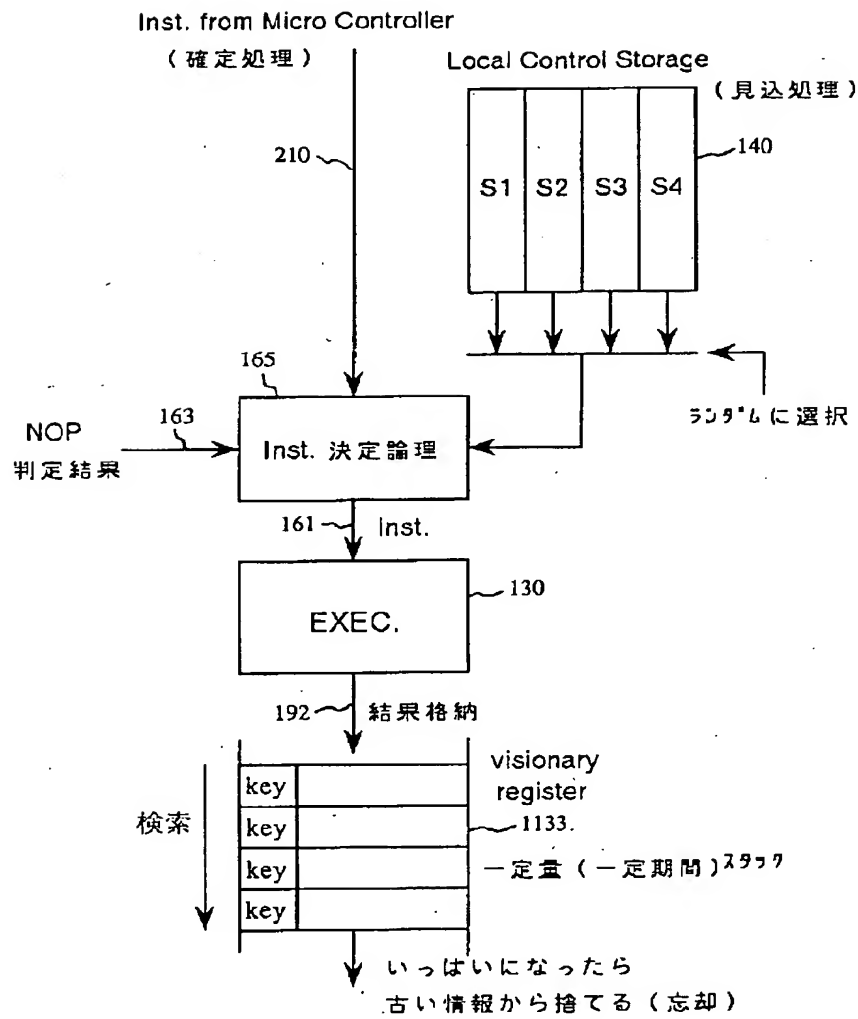 Inst. from Micro Controller
(確定処理)
Local Control Storage
(見込処理)
210
140
S1 S2 S3 S4
165
163
NOP
判定結果
Inst. 決定論理
ランダムに選択
161
Inst.
EXEC.
130
192
結果格納
検索
key
key
key
key
visionary
register
1133.
一定量(一定期間)スタック
いっぱいになったら
古い情報から捨てる(忘却)